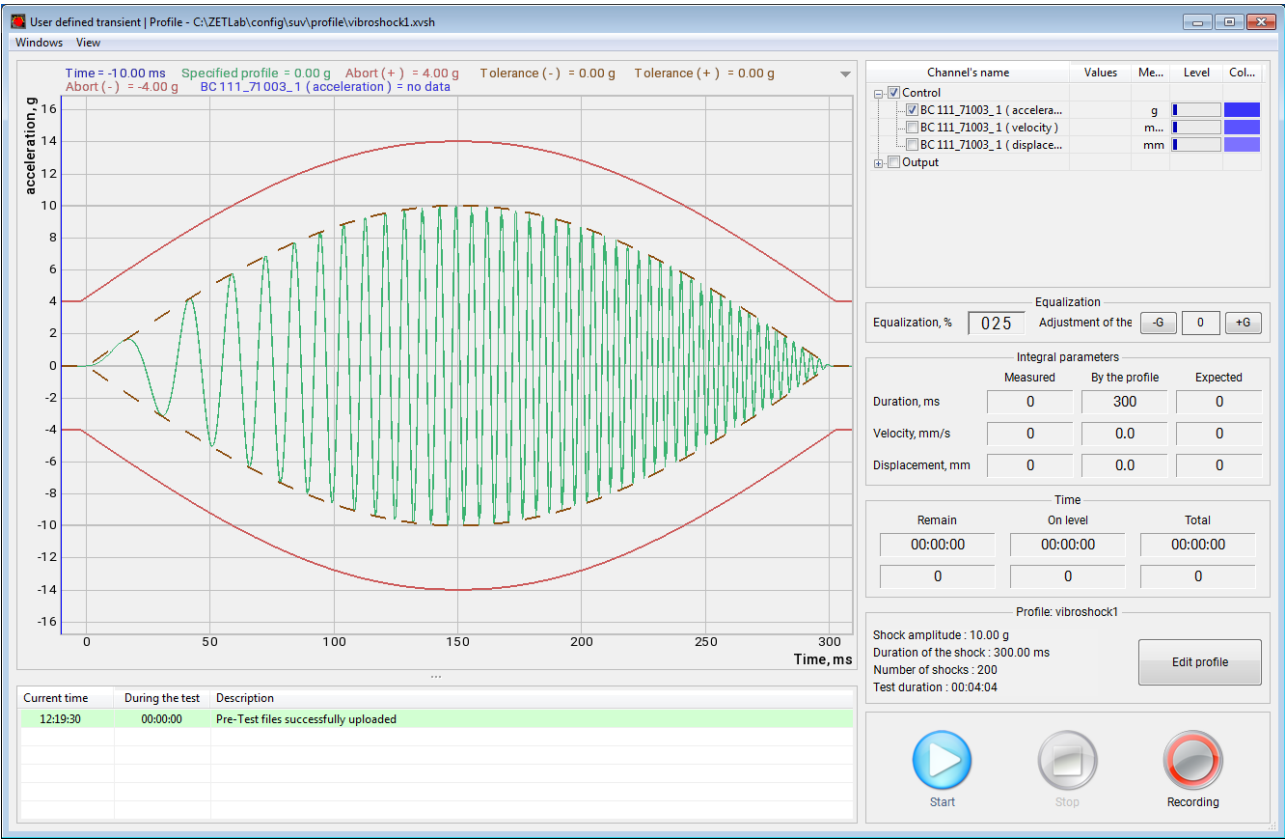 User defined transient | Profile - C:\ZETLab\config\suv\profile\vibroshock1.xvsh
Windows View
Time = -10.00 ms Specified profile = 0.00 g Abort ( + ) = 4.00 g Tolerance ( - ) = 0.00 g Tolerance ( + ) = 0.00 g
Abort ( - ) = -4.00 g BC 111_71003_1 ( acceleration ) = no data
acceleration, g
16
14
12
10
8
6
4
2
0
-2
-4
-6
-8
-10
-12
-14
-16
0 50 100 150 200 250 300
Time, ms
Current time During the test Description
12:19:30 00:00:00 Pre-Test files successfully uploaded
Channel's name Values Me... Level Col...
Control
BC 111_71003_1 ( accelera... g
BC 111_71003_1 ( velocity ) m...
BC 111_71003_1 ( displace... mm
Output
Equalization
Equalization, % 025 Adjustment of the -G 0 +G
Integral parameters
Measured By the profile Expected
Duration, ms 0 300 0
Velocity, mm/s 0 0.0 0
Displacement, mm 0 0.0 0
Time
Remain On level Total
00:00:00 00:00:00 00:00:00
0 0 0
Profile: vibroshock1
Shock amplitude : 10.00 g
Duration of the shock : 300.00 ms
Number of shocks : 200
Test duration : 00:04:04
Edit profile
Start Stop Recording